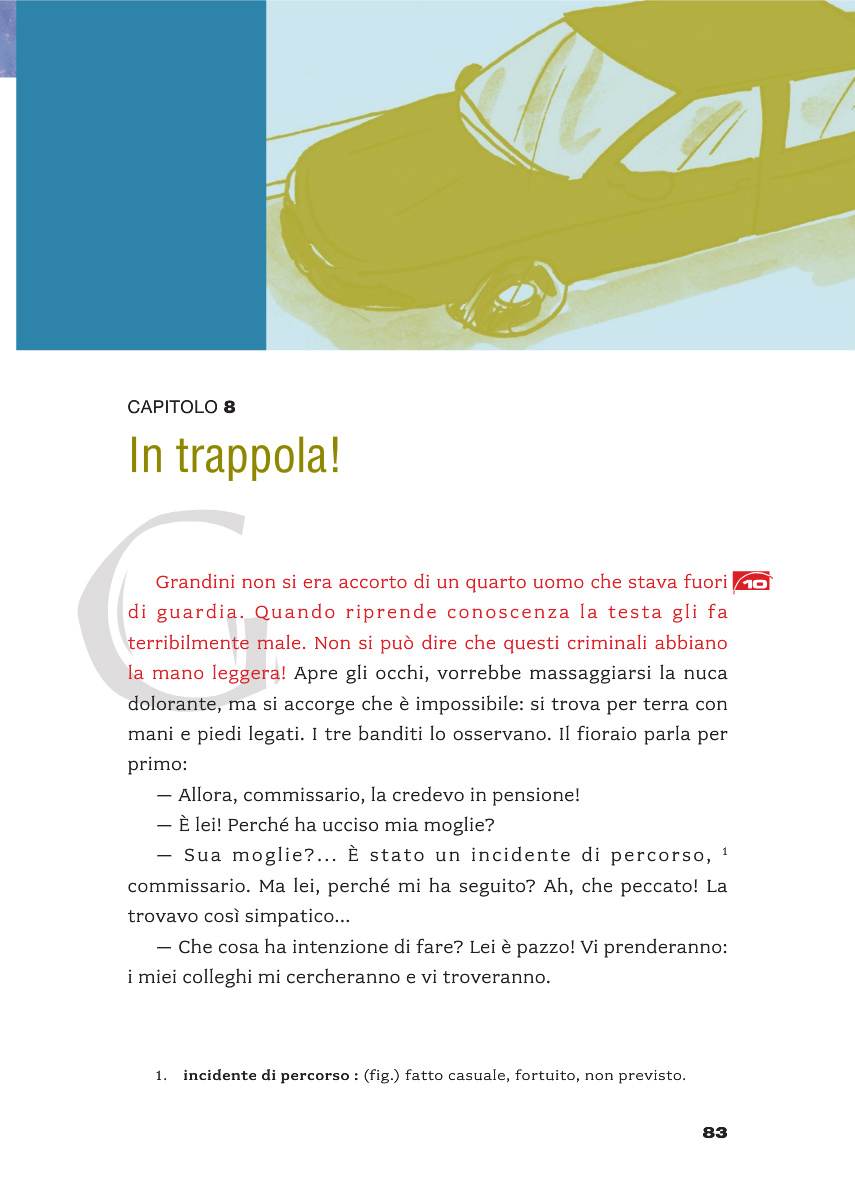 CAPITOLO 8
In trappola!
G
Grandini non si era accorto di un quarto uomo che stava fuori 10
di guardia. Quando riprende conoscenza la testa gli fa
terribilmente male. Non si può dire che questi criminali abbiano
la mano leggera! Apre gli occhi, vorrebbe massaggiarsi la nuca
dolorante, ma si accorge che è impossibile: si trova per terra con
mani e piedi legati. I tre banditi lo osservano. Il fioraio parla per
primo:
— Allora, commissario, la credevo in pensione!
— È lei! Perché ha ucciso mia moglie?
— Sua moglie?... È stato un incidente di percorso, 1
commissario. Ma lei, perché mi ha seguito? Ah, che peccato! La
trovavo così simpatico...
— Che cosa ha intenzione di fare? Lei è pazzo! Vi prenderanno:
i miei colleghi mi cercheranno e vi troveranno.
1. incidente di percorso : (fig.) fatto casuale, fortuito, non previsto.
83